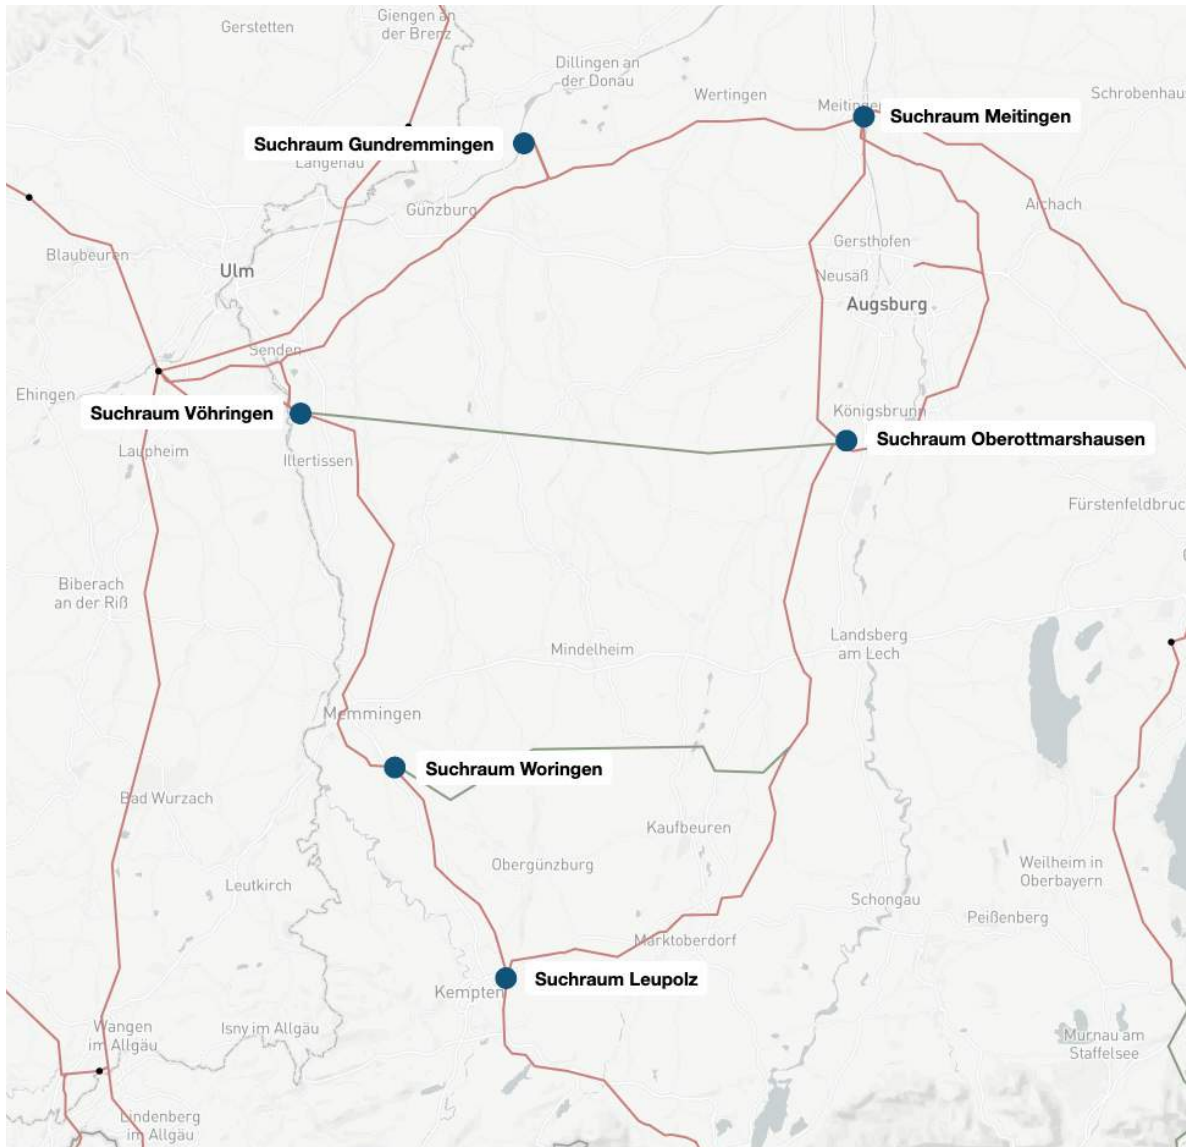 Giengen an
der Brenz
Gerstetten
Dillingen an
der Donau
Wertingen
Schrobenhaus
Meitingen
Suchraum Meitingen
Suchraum Gundremmingen
Langenau
Günzburg
Aichach
Gersthofen
Blaubeuren
Ulm
Neusäß
Augsburg
Senden
Ehingen
Suchraum Vöhringen
Königsbrunn
Suchraum Oberottmarshausen
Laupheim
Illertissen
Fürstenfeldbruc
Biberach
an der Riß
Mindelheim
Landsberg
am Lech
Memmingen
Suchraum Woringen
Bad Wurzach
Kaufbeuren
Obergünzburg
Weilheim in
Oberbayern
Leutkirch
Schongau
Peißenberg
Marktoberdorf
Suchraum Leupolz
Kempten
Wangen
im Allgäu
Isny im Allgäu
Murnau am
Staffelsee
Lindenberg
im Allgäu